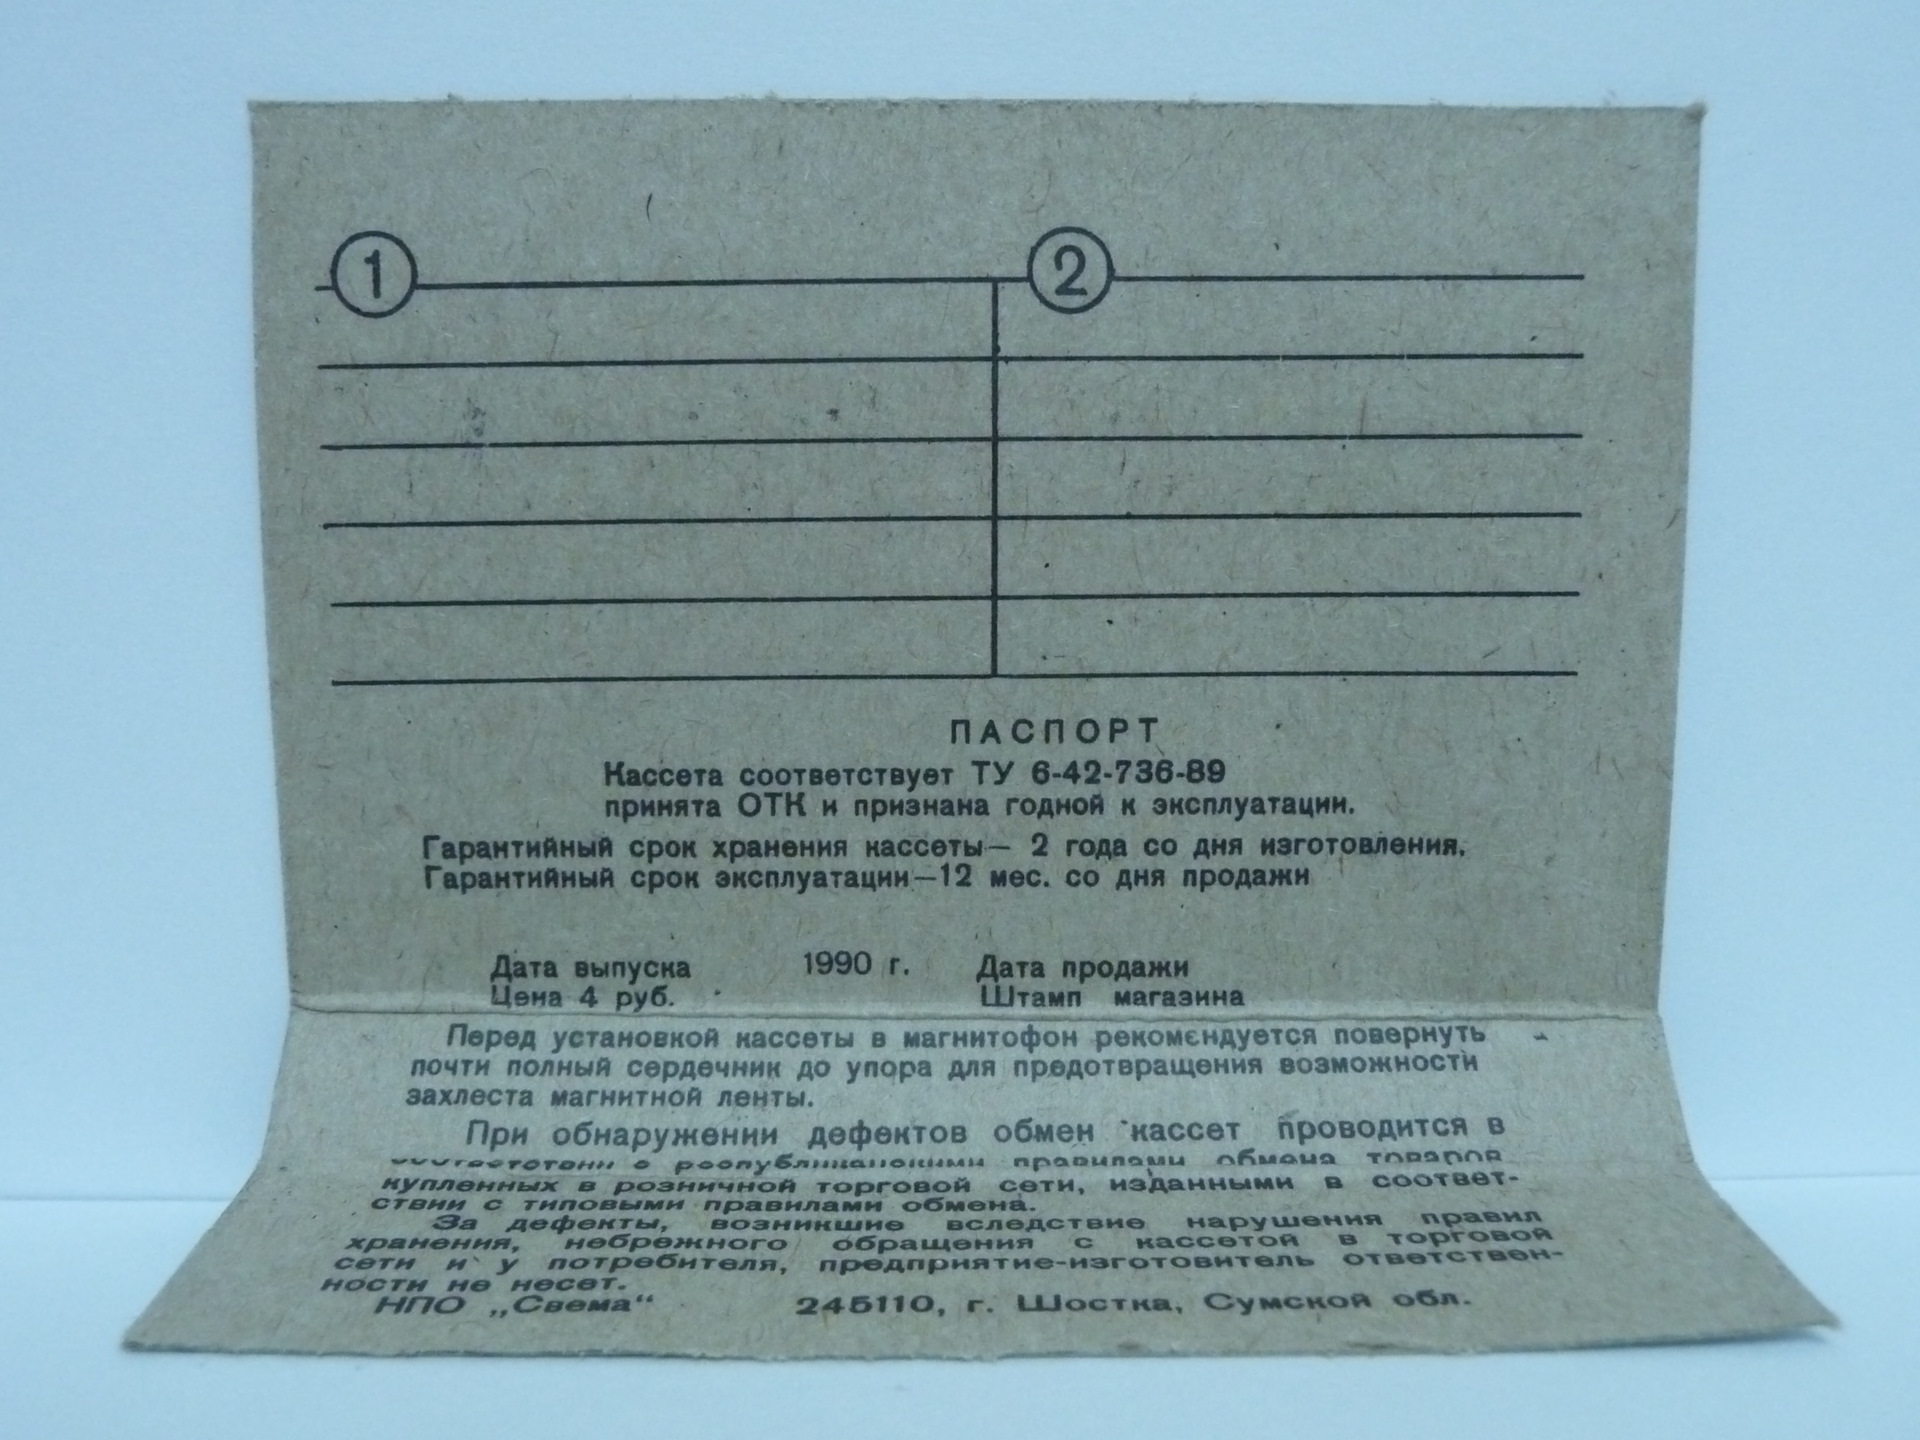 1 2
ПАСПОРТ
Кассета соответствует ТУ 6-42-736-89
принята ОТК и признана годной к эксплуатации.
Гарантийный срок хранения кассеты— 2 года со дня изготовления.
Гарантийный срок эксплуатации—12 мес. со дня продажи
Дата выпуска 1990 г. Дата продажи
Цена 4 руб. Штамп магазина
Перед установкой кассеты в магнитофон рекомендуется повернуть
почти полный сердечник до упора для предотвращения возможности
захлеста магнитной ленты.
При обнаружении дефектов обмен кассет проводится в
соответствии с республиканскими правилами обмена товаров,
купленных в розничной торговой сети, изданными в соответ-
ствии с типовыми правилами обмена.
За дефекты, возникшие вследствие нарушения правил
хранения, небрежного обращения с кассетой в торговой
сети и у потребителя, предприятие-изготовитель ответствен-
ности не несет.
НПО „Свема“ 245110, г. Шостка, Сумской обл.